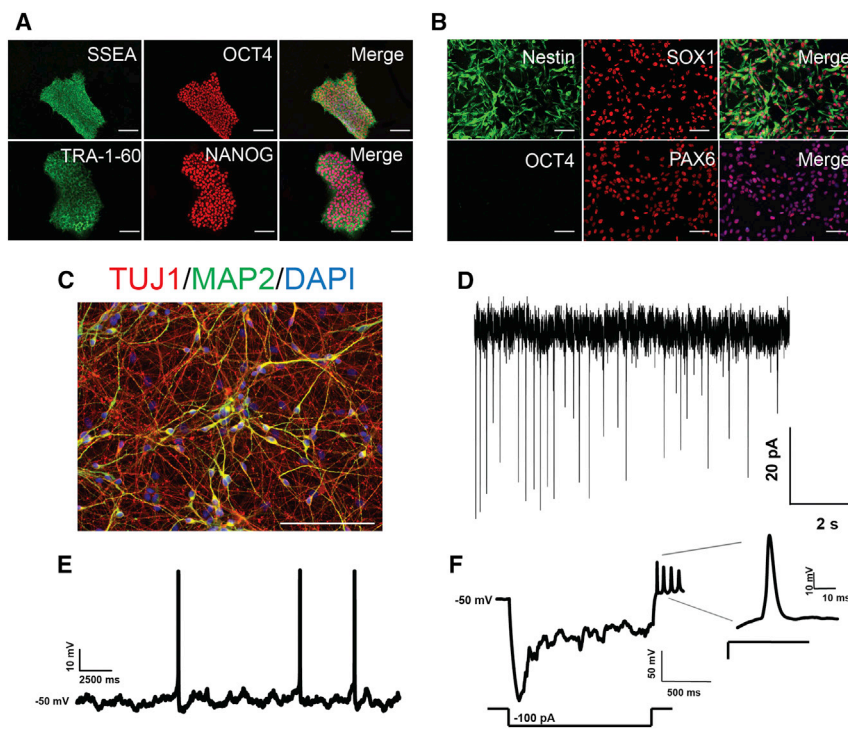 A
SSEA OCT4 Merge
TRA-1-60 NANOG Merge
B
Nestin SOX1 Merge
OCT4 PAX6 Merge
C TUJ1/MAP2/DAPI
D
20 pA
2 s
E
10 mV
2500 ms
-50 mV
F
-50 mV
10 mV
10 ms
50 mV
500 ms
-100 pA